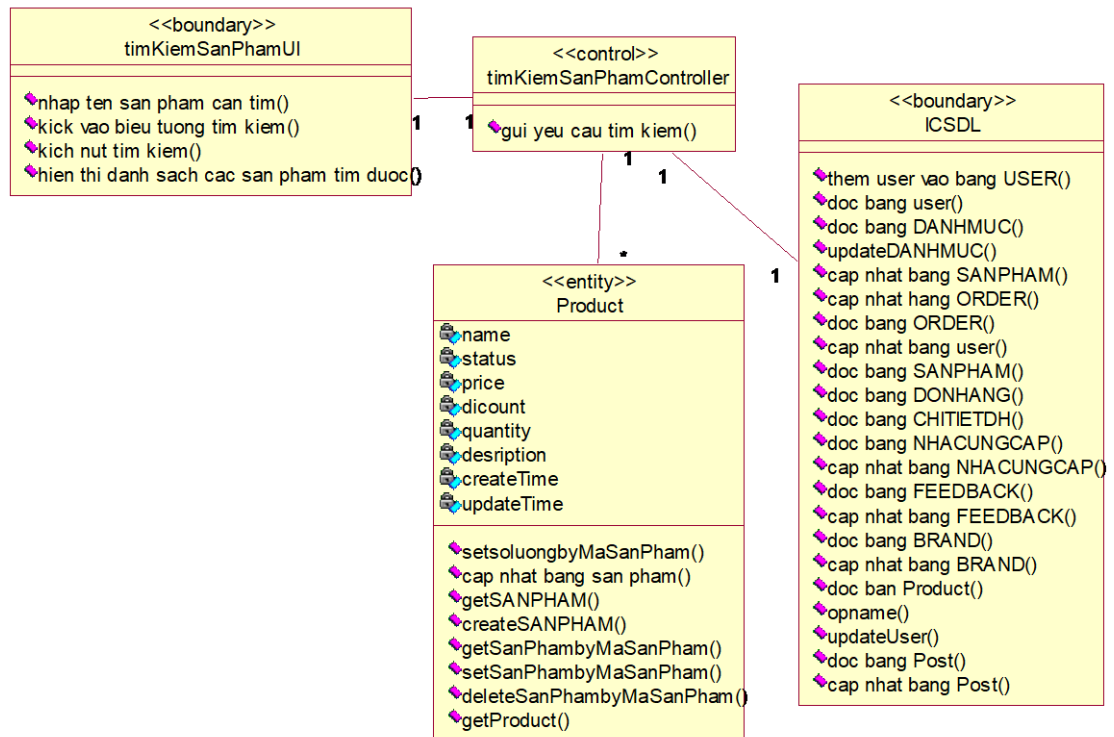 <<boundary>>
timKiemSanPhamUI
nhap ten san pham can tim()
kick vao bieu tuong tim kiem()
kich nut tim kiem()
hien thi danh sach cac san pham tim duoc()
1
1
<<control>>
timKiemSanPhamController
gui yeu cau tim kiem()
1
1
*
1
<<entity>>
Product
name
status
price
dicount
quantity
desription
createTime
updateTime
setsoluongbyMaSanPham()
cap nhat bang san pham()
getSANPHAM()
createSANPHAM()
getSanPhambyMaSanPham()
setSanPhambyMaSanPham()
deleteSanPhambyMaSanPham()
getProduct()
<<boundary>>
ICSDL
them user vao bang USER()
doc bang user()
doc bang DANHMUC()
updateDANHMUC()
cap nhat bang SANPHAM()
cap nhat hang ORDER()
doc bang ORDER()
cap nhat bang user()
doc bang SANPHAM()
doc bang DONHANG()
doc bang CHITIETDH()
doc bang NHACUNGCAP()
cap nhat bang NHACUNGCAP()
doc bang FEEDBACK()
cap nhat bang FEEDBACK()
doc bang BRAND()
cap nhat bang BRAND()
doc ban Product()
opname()
updateUser()
doc bang Post()
cap nhat bang Post()